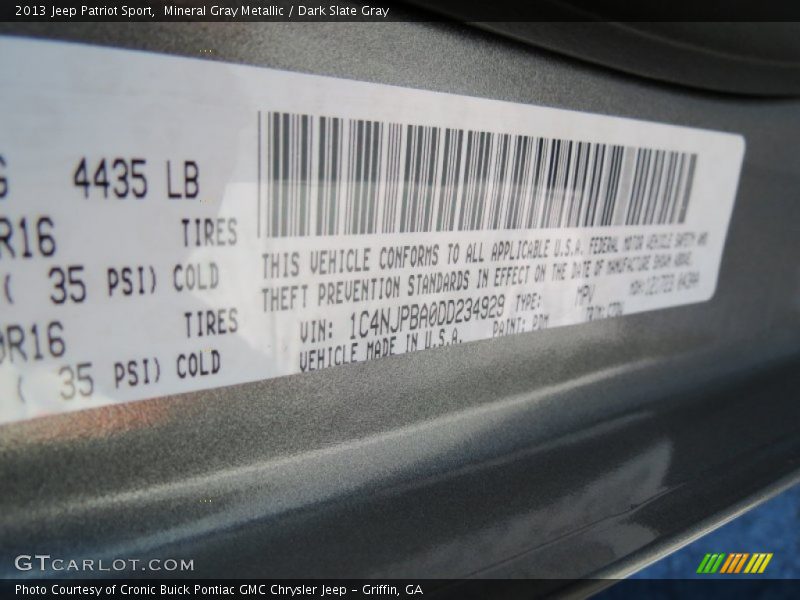 2013 Jeep Patriot Sport, Mineral Gray Metallic / Dark Slate Gray
4435 LB
R16 TIRES
( 35 PSI) COLD
R16 TIRES
( 35 PSI) COLD
THIS VEHICLE CONFORMS TO ALL APPLICABLE U.S.A. FEDERAL MOTOR VEHICLE SAFETY AND
THEFT PREVENTION STANDARDS IN EFFECT ON THE DATE OF MANUFACTURE SHOWN ABOVE.
VIN: 1C4NJPBA0DD234929 TYPE: MPV MDH:
VEHICLE MADE IN U.S.A. PAINT: PDM TRIM:
GTCARLOT.COM
Photo Courtesy of Cronic Buick Pontiac GMC Chrysler Jeep – Griffin, GA